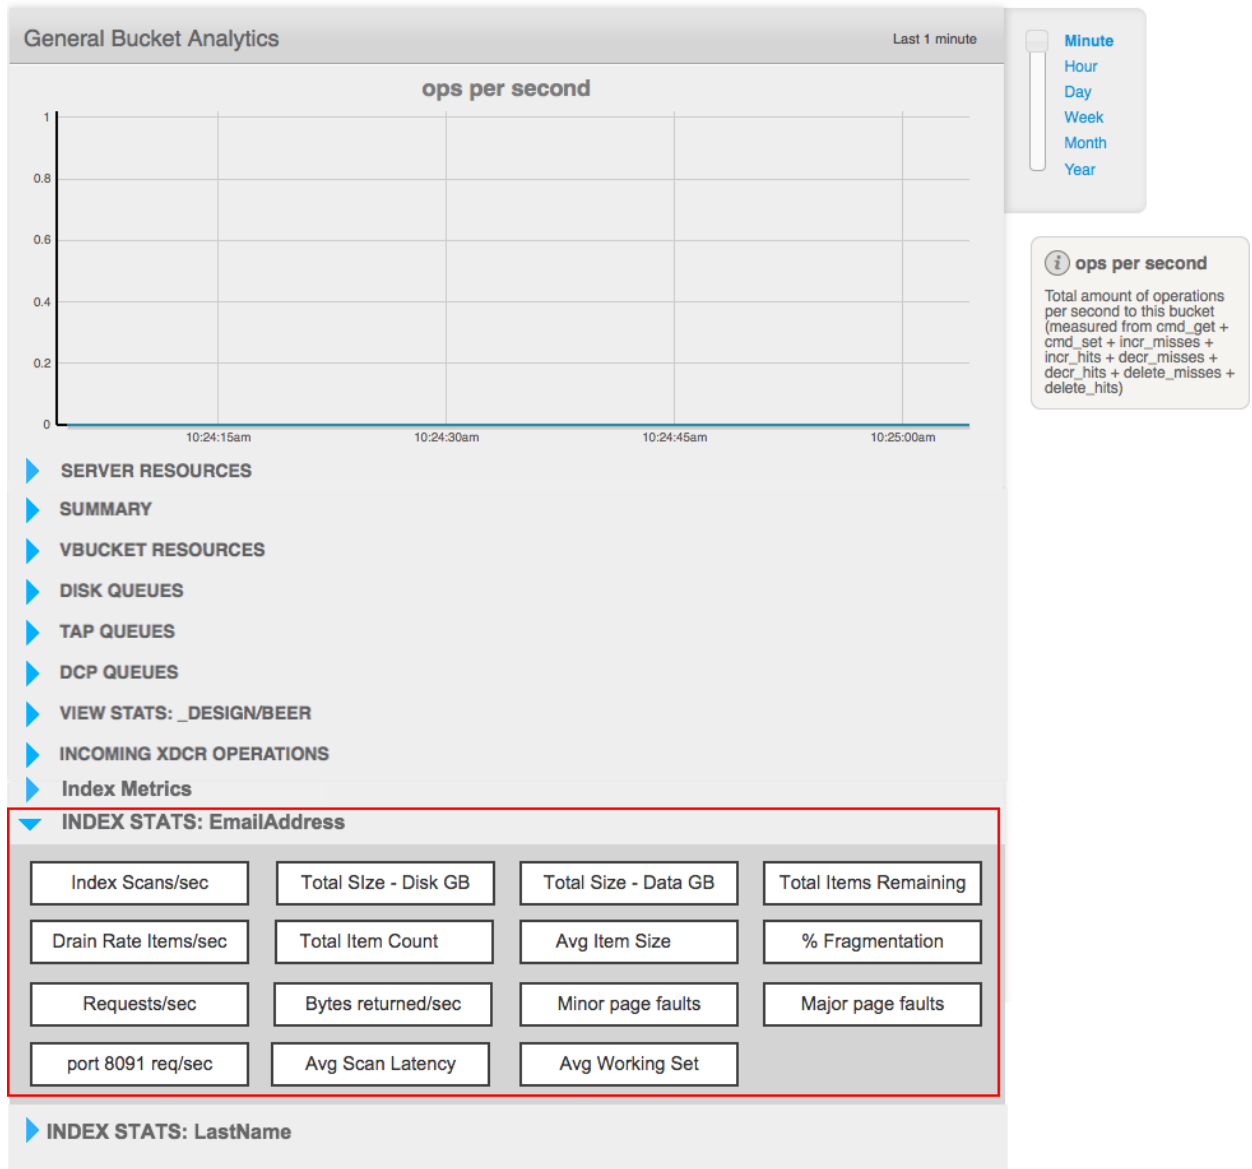 General Bucket Analytics
Last 1 minute
Minute
Hour
Day
Week
Month
Year
ops per second
1
0.8
0.6
0.4
0.2
0
10:24:15am
10:24:30am
10:24:45am
10:25:00am
i ops per second
Total amount of operations
per second to this bucket
(measured from cmd_get +
cmd_set + incr_misses +
incr_hits + decr_misses +
decr_hits + delete_misses +
delete_hits)
SERVER RESOURCES
SUMMARY
VBUCKET RESOURCES
DISK QUEUES
TAP QUEUES
DCP QUEUES
VIEW STATS: _DESIGN/BEER
INCOMING XDCR OPERATIONS
Index Metrics
INDEX STATS: EmailAddress
Index Scans/sec
Total SIze - Disk GB
Total Size - Data GB
Total Items Remaining
Drain Rate Items/sec
Total Item Count
Avg Item Size
% Fragmentation
Requests/sec
Bytes returned/sec
Minor page faults
Major page faults
port 8091 req/sec
Avg Scan Latency
Avg Working Set
INDEX STATS: LastName